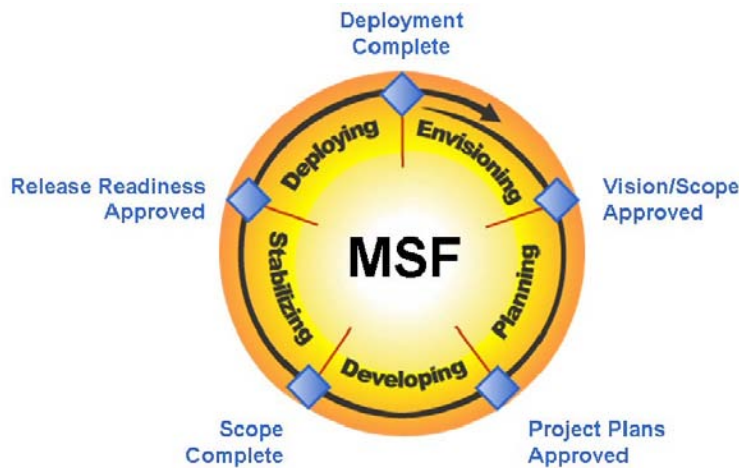 Deployment
Complete
Deploying
Envisioning
Release Readiness
Approved
Vision/Scope
Approved
MSF
Stabilizing
Planning
Developing
Scope
Complete
Project Plans
Approved